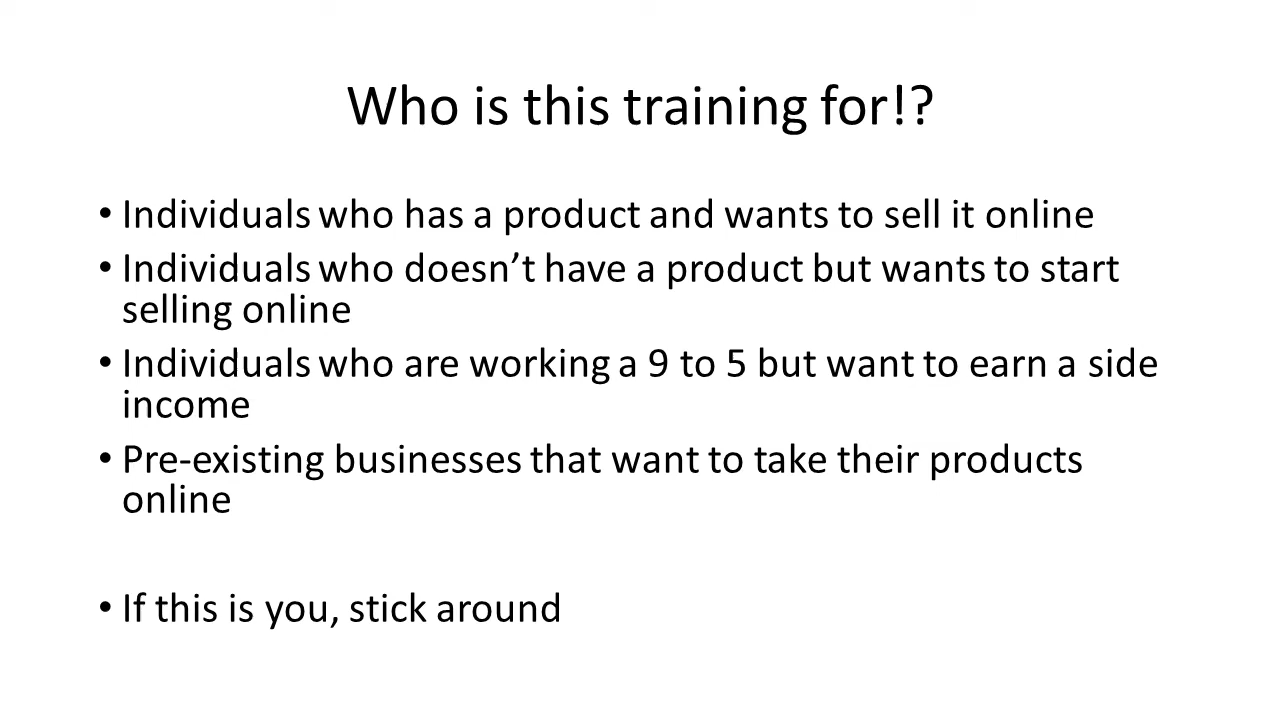 Who is this training for!?
• Individuals who has a product and wants to sell it online
• Individuals who doesn’t have a product but wants to start
selling online
• Individuals who are working a 9 to 5 but want to earn a side
income
• Pre-existing businesses that want to take their products
online
• If this is you, stick around